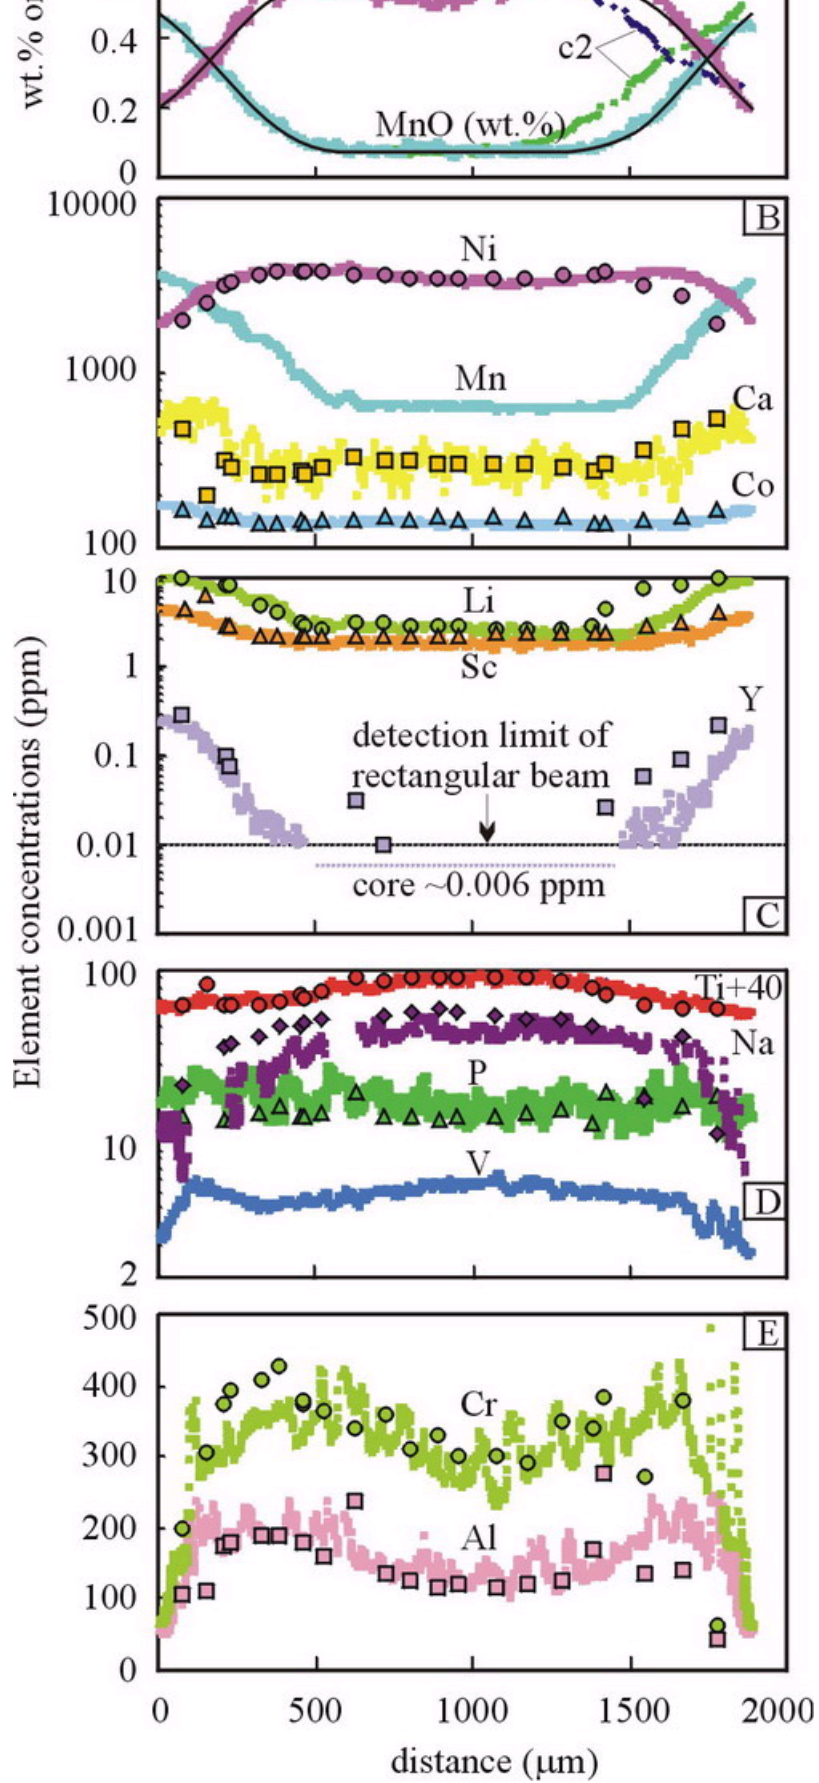 wt.% or
0.4
c2
0.2
MnO (wt.%)
0
10000
B
Ni
1000
Mn
Ca
Co
100
10
Li
1
Sc
Y
detection limit of
0.1
rectangular beam
0.01
core ~0.006 ppm
C
0.001
Element concentrations (ppm)
100
Ti+40
Na
P
10
V
D
2
500
E
400
Cr
300
200
Al
100
0
0 500 1000 1500 2000
distance (μm)